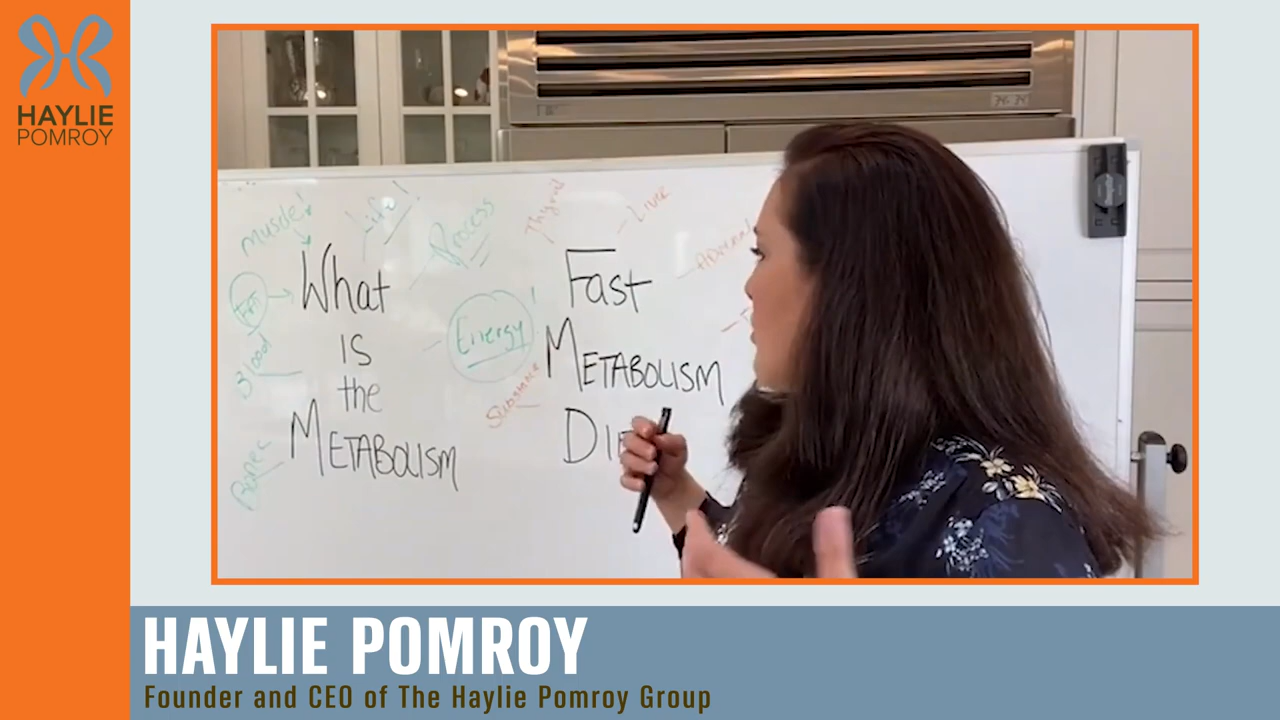 HAYLIE
POMROY
muscle!
Life!
Process
Thyroid
Liver
Adrenal
What
is
the
METABOLISM
Fat
Blood
Energy
!
Substance
Fast
METABOLISM
DIE
HAYLIE POMROY
Founder and CEO of The Haylie Pomroy Group